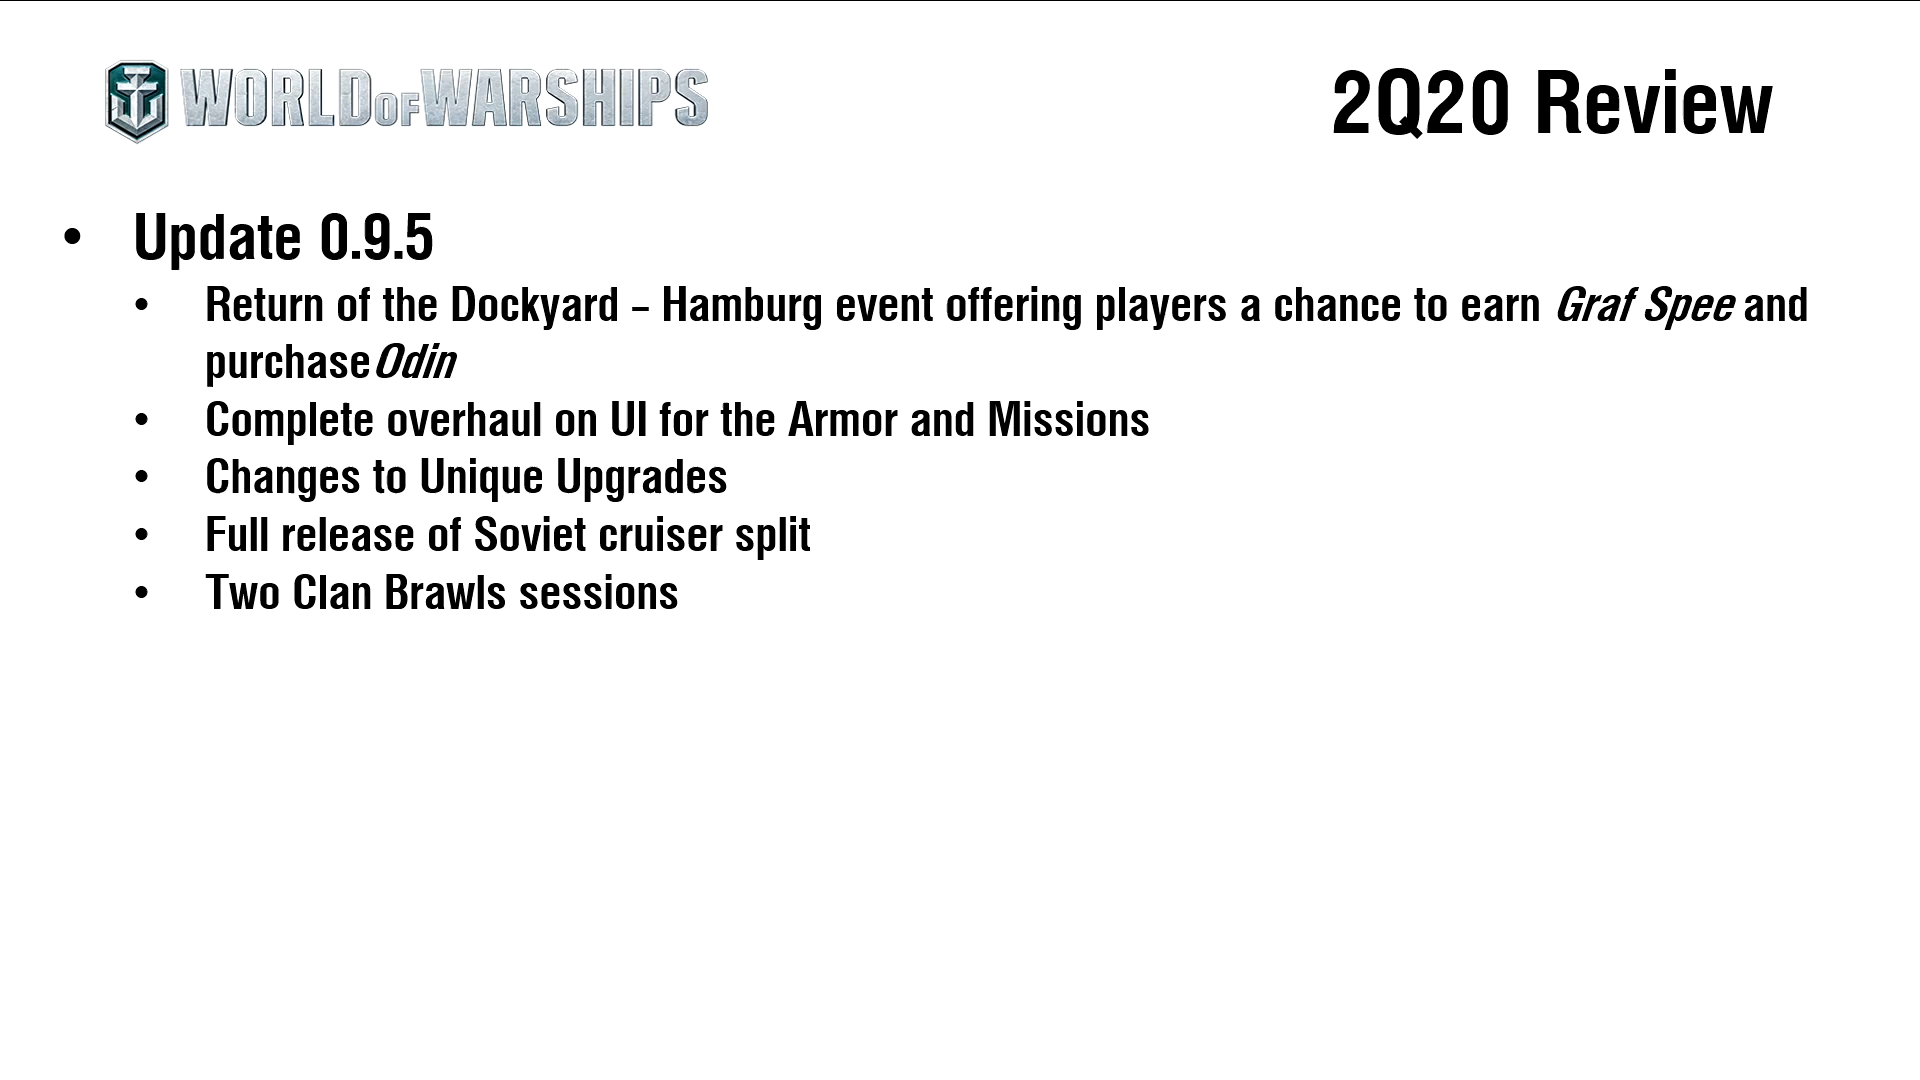 WORLD OF WARSHIPS
2Q20 Review
• Update 0.9.5
• Return of the Dockyard – Hamburg event offering players a chance to earn Graf Spee and
purchase Odin
• Complete overhaul on UI for the Armor and Missions
• Changes to Unique Upgrades
• Full release of Soviet cruiser split
• Two Clan Brawls sessions